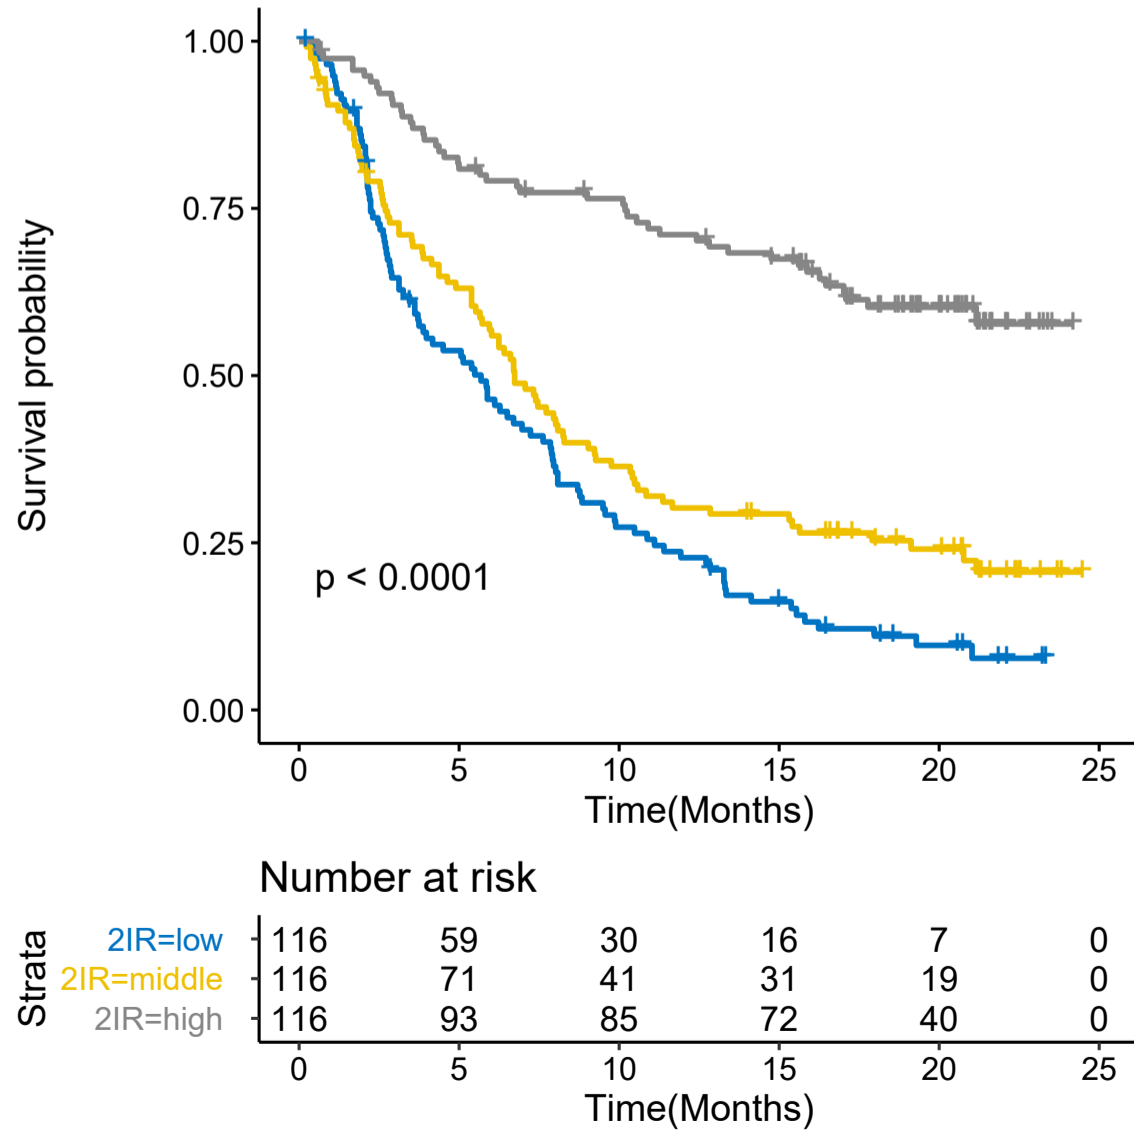 1.00
0.75
0.50
0.25
0.00
Survival probability
p < 0.0001
0 5 10 15 20 25
Time(Months)
Number at risk
Strata
2IR=low 116 59 30 16 7 0
2IR=middle 116 71 41 31 19 0
2IR=high 116 93 85 72 40 0
0 5 10 15 20 25
Time(Months)